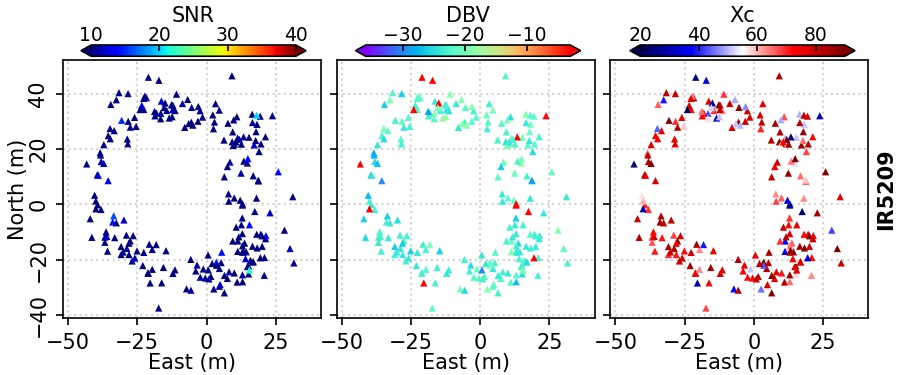 SNR DBV Xc
10 20 30 40 −30 −20 −10 20 40 60 80
40
20
0
−20
−40
North (m)
−50 −25 0 25 −50 −25 0 25 −50 −25 0 25
East (m) East (m) East (m)
IR5209